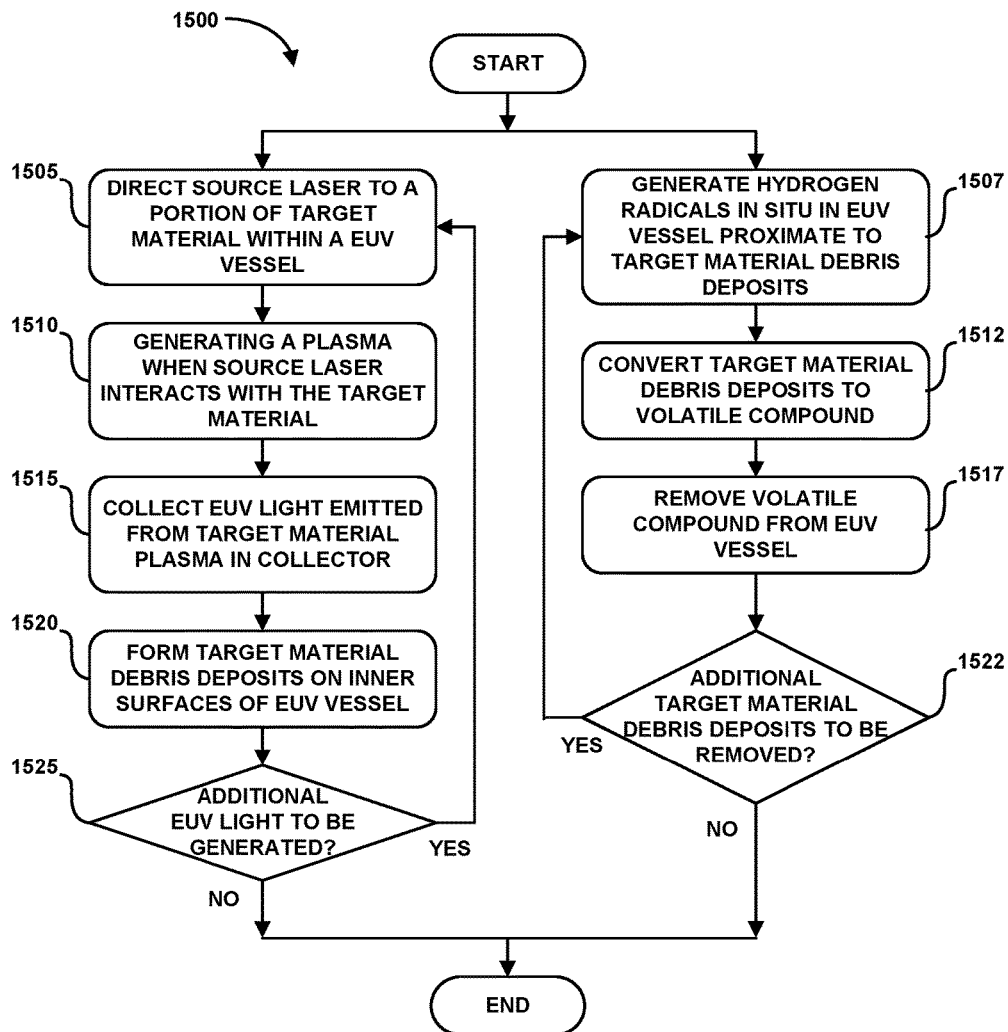 1500
START
1505
DIRECT SOURCE LASER TO A
PORTION OF TARGET
MATERIAL WITHIN A EUV
VESSEL
1510
GENERATING A PLASMA
WHEN SOURCE LASER
INTERACTS WITH THE TARGET
MATERIAL
1515
COLLECT EUV LIGHT EMITTED
FROM TARGET MATERIAL
PLASMA IN COLLECTOR
1520
FORM TARGET MATERIAL
DEBRIS DEPOSITS ON INNER
SURFACES OF EUV VESSEL
1525
ADDITIONAL
EUV LIGHT TO BE
GENERATED?
YES
NO
1507
GENERATE HYDROGEN
RADICALS IN SITU IN EUV
VESSEL PROXIMATE TO
TARGET MATERIAL DEBRIS
DEPOSITS
1512
CONVERT TARGET MATERIAL
DEBRIS DEPOSITS TO
VOLATILE COMPOUND
1517
REMOVE VOLATILE
COMPOUND FROM EUV
VESSEL
1522
ADDITIONAL
TARGET MATERIAL
DEBRIS DEPOSITS TO BE
REMOVED?
YES
NO
END